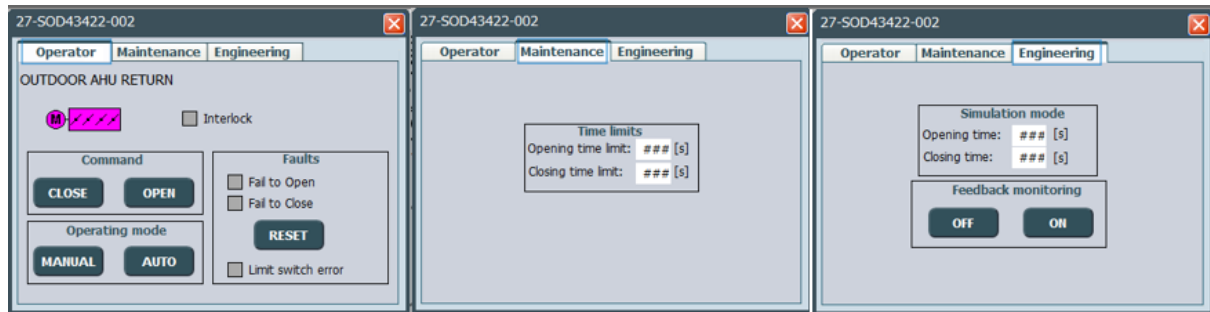 27-SOD43422-002
Operator Maintenance Engineering
OUTDOOR AHU RETURN
M
Interlock
Command
CLOSE OPEN
Operating mode
MANUAL AUTO
Faults
Fail to Open
Fail to Close
RESET
Limit switch error
27-SOD43422-002
Operator Maintenance Engineering
Time limits
Opening time limit: ### [s]
Closing time limit: ### [s]
27-SOD43422-002
Operator Maintenance Engineering
Simulation mode
Opening time: ### [s]
Closing time: ### [s]
Feedback monitoring
OFF ON